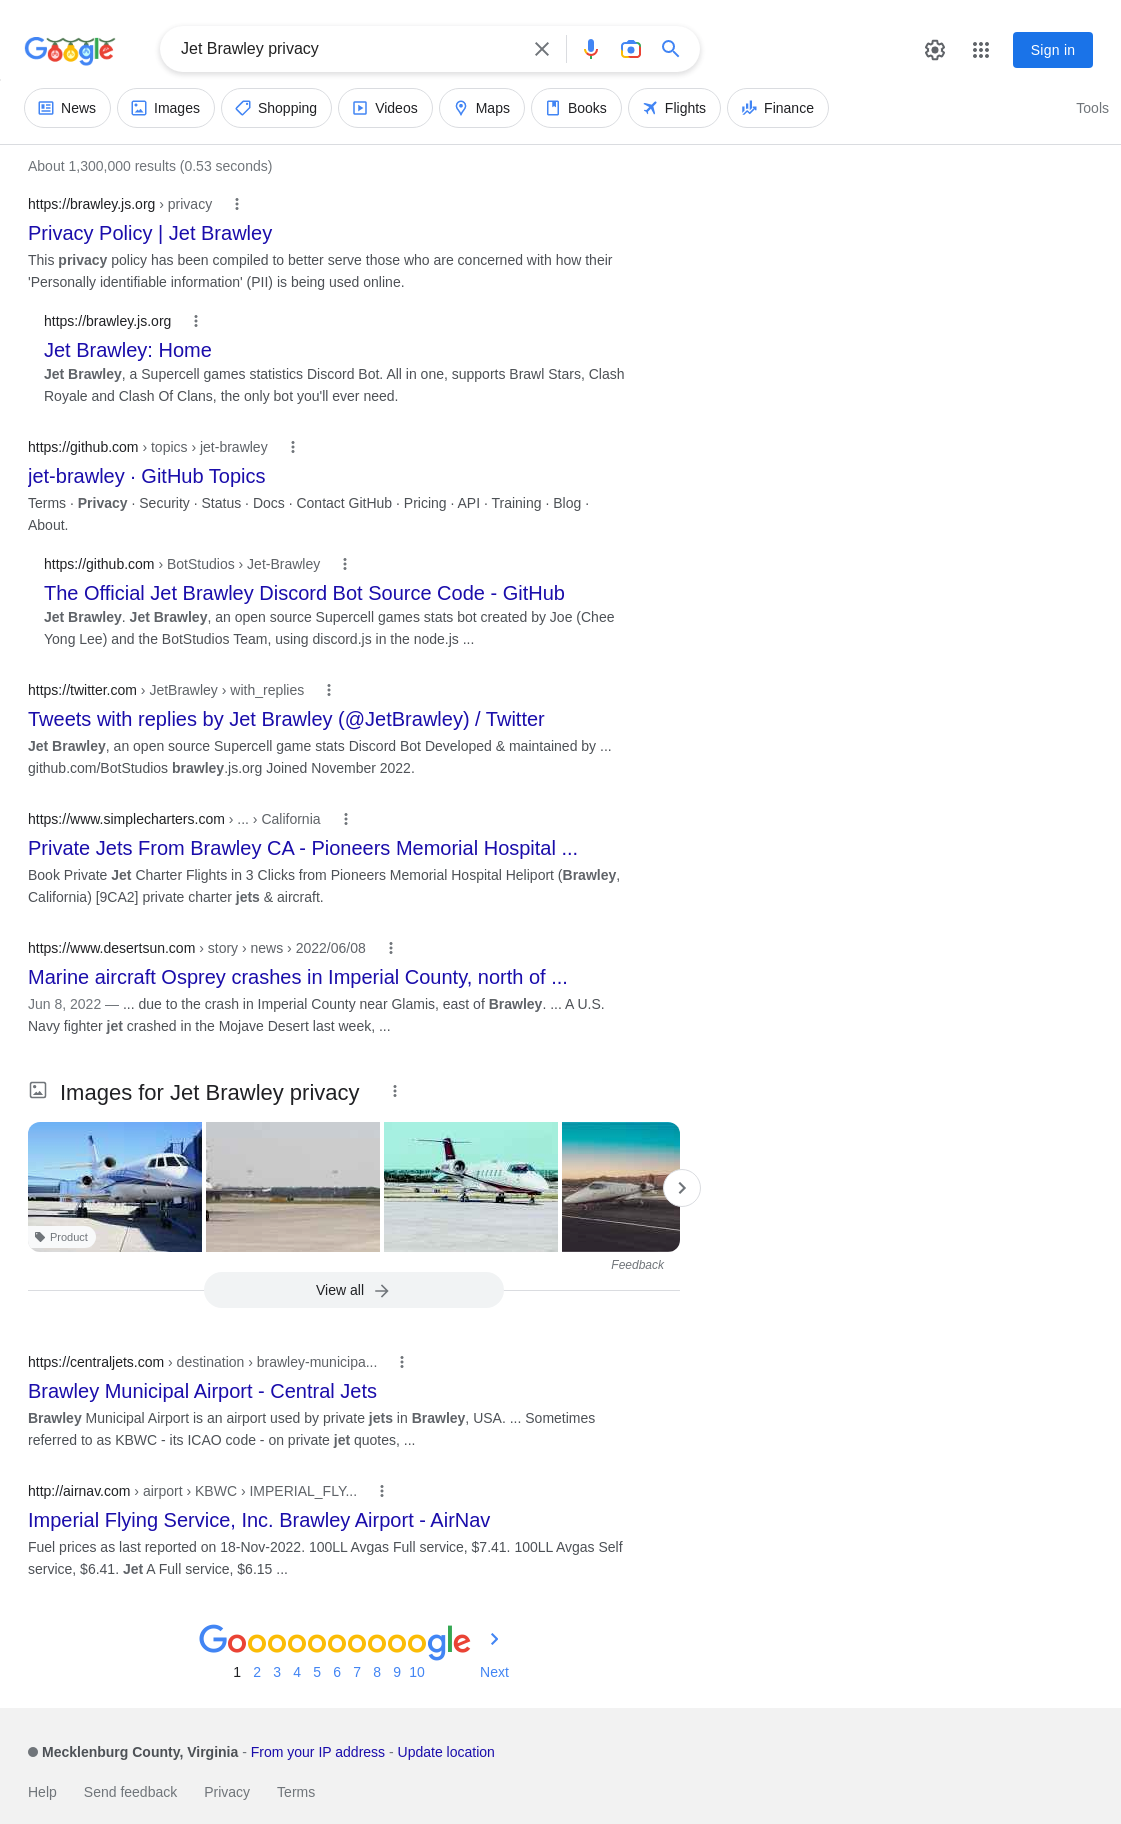 Google
Jet Brawley privacy
Sign in
News Images Shopping Videos Maps Books Flights Finance Tools
About 1,300,000 results (0.53 seconds)
https://brawley.js.org › privacy
Privacy Policy | Jet Brawley
This privacy policy has been compiled to better serve those who are concerned with how their
'Personally identifiable information' (PII) is being used online.
https://brawley.js.org
Jet Brawley: Home
Jet Brawley, a Supercell games statistics Discord Bot. All in one, supports Brawl Stars, Clash
Royale and Clash Of Clans, the only bot you'll ever need.
https://github.com › topics › jet-brawley
jet-brawley · GitHub Topics
Terms · Privacy · Security · Status · Docs · Contact GitHub · Pricing · API · Training · Blog ·
About.
https://github.com › BotStudios › Jet-Brawley
The Official Jet Brawley Discord Bot Source Code - GitHub
Jet Brawley. Jet Brawley, an open source Supercell games stats bot created by Joe (Chee
Yong Lee) and the BotStudios Team, using discord.js in the node.js ...
https://twitter.com › JetBrawley › with_replies
Tweets with replies by Jet Brawley (@JetBrawley) / Twitter
Jet Brawley, an open source Supercell game stats Discord Bot Developed & maintained by ...
github.com/BotStudios brawley.js.org Joined November 2022.
https://www.simplecharters.com › ... › California
Private Jets From Brawley CA - Pioneers Memorial Hospital ...
Book Private Jet Charter Flights in 3 Clicks from Pioneers Memorial Hospital Heliport (Brawley,
California) [9CA2] private charter jets & aircraft.
https://www.desertsun.com › story › news › 2022/06/08
Marine aircraft Osprey crashes in Imperial County, north of ...
Jun 8, 2022 — ... due to the crash in Imperial County near Glamis, east of Brawley. ... A U.S.
Navy fighter jet crashed in the Mojave Desert last week, ...
Images for Jet Brawley privacy
Product
Feedback
View all
https://centraljets.com › destination › brawley-municipa...
Brawley Municipal Airport - Central Jets
Brawley Municipal Airport is an airport used by private jets in Brawley, USA. ... Sometimes
referred to as KBWC - its ICAO code - on private jet quotes, ...
http://airnav.com › airport › KBWC › IMPERIAL_FLY...
Imperial Flying Service, Inc. Brawley Airport - AirNav
Fuel prices as last reported on 18-Nov-2022. 100LL Avgas Full service, $7.41. 100LL Avgas Self
service, $6.41. Jet A Full service, $6.15 ...
Goooooooooogle
1 2 3 4 5 6 7 8 9 10 Next
Mecklenburg County, Virginia - From your IP address - Update location
Help Send feedback Privacy Terms